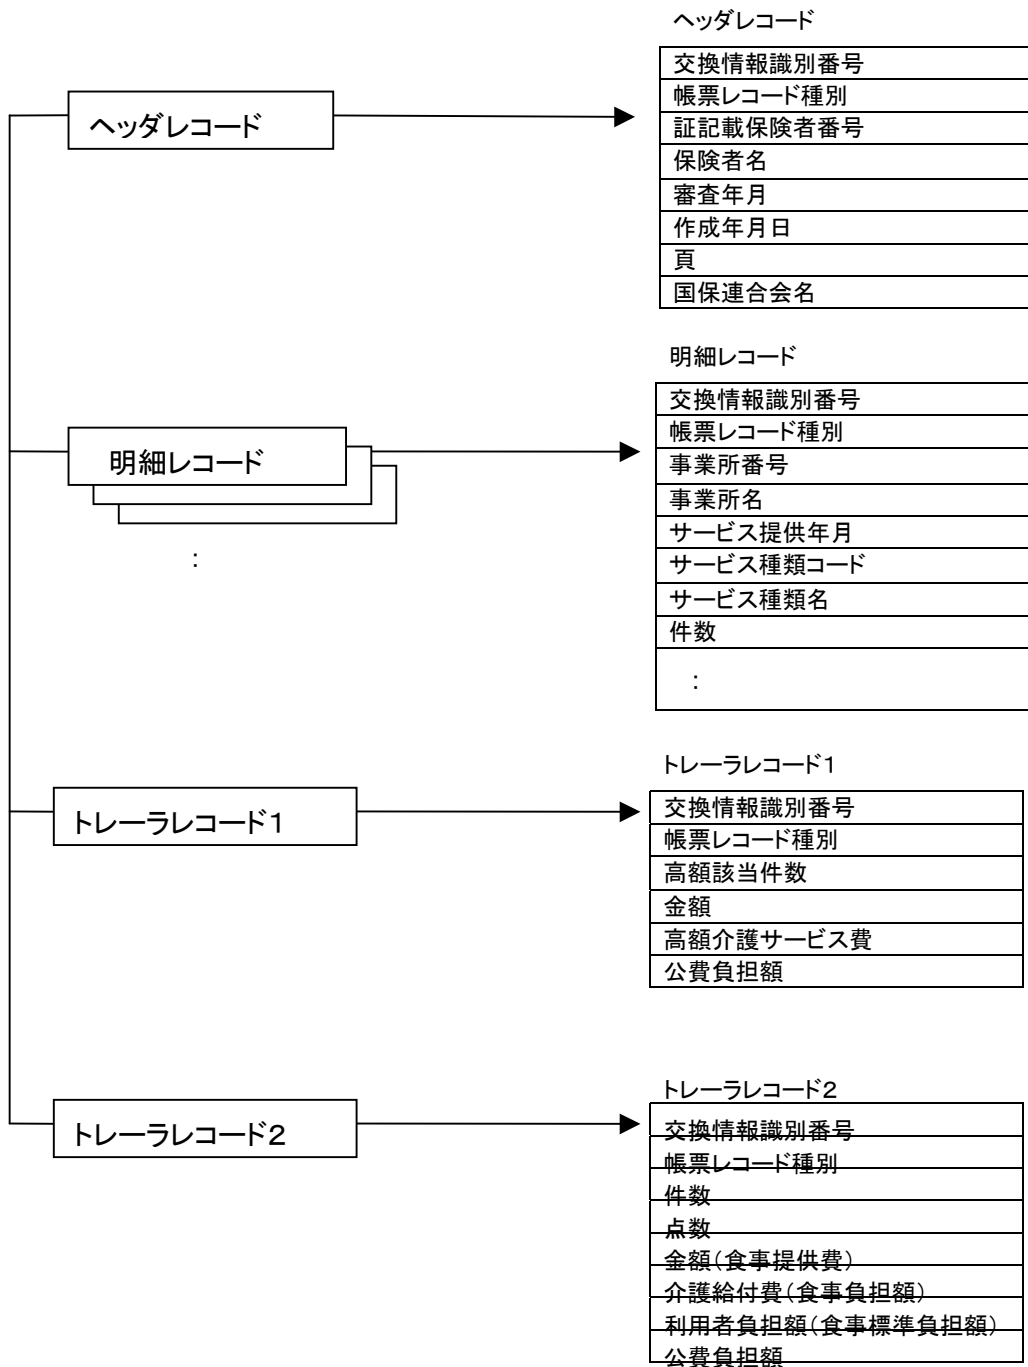 ヘッダレコード
ヘッダレコード
交換情報識別番号
帳票レコード種別
証記載保険者番号
保険者名
審査年月
作成年月日
頁
国保連合会名
明細レコード
:
明細レコード
交換情報識別番号
帳票レコード種別
事業所番号
事業所名
サービス提供年月
サービス種類コード
サービス種類名
件数
:
トレーラレコード1
トレーラレコード1
交換情報識別番号
帳票レコード種別
高額該当件数
金額
高額介護サービス費
公費負担額
トレーラレコード2
トレーラレコード2
交換情報識別番号
帳票レコード種別
件数
点数
金額(食事提供費)
介護給付費(食事負担額)
利用者負担額(食事標準負担額)
公費負担額